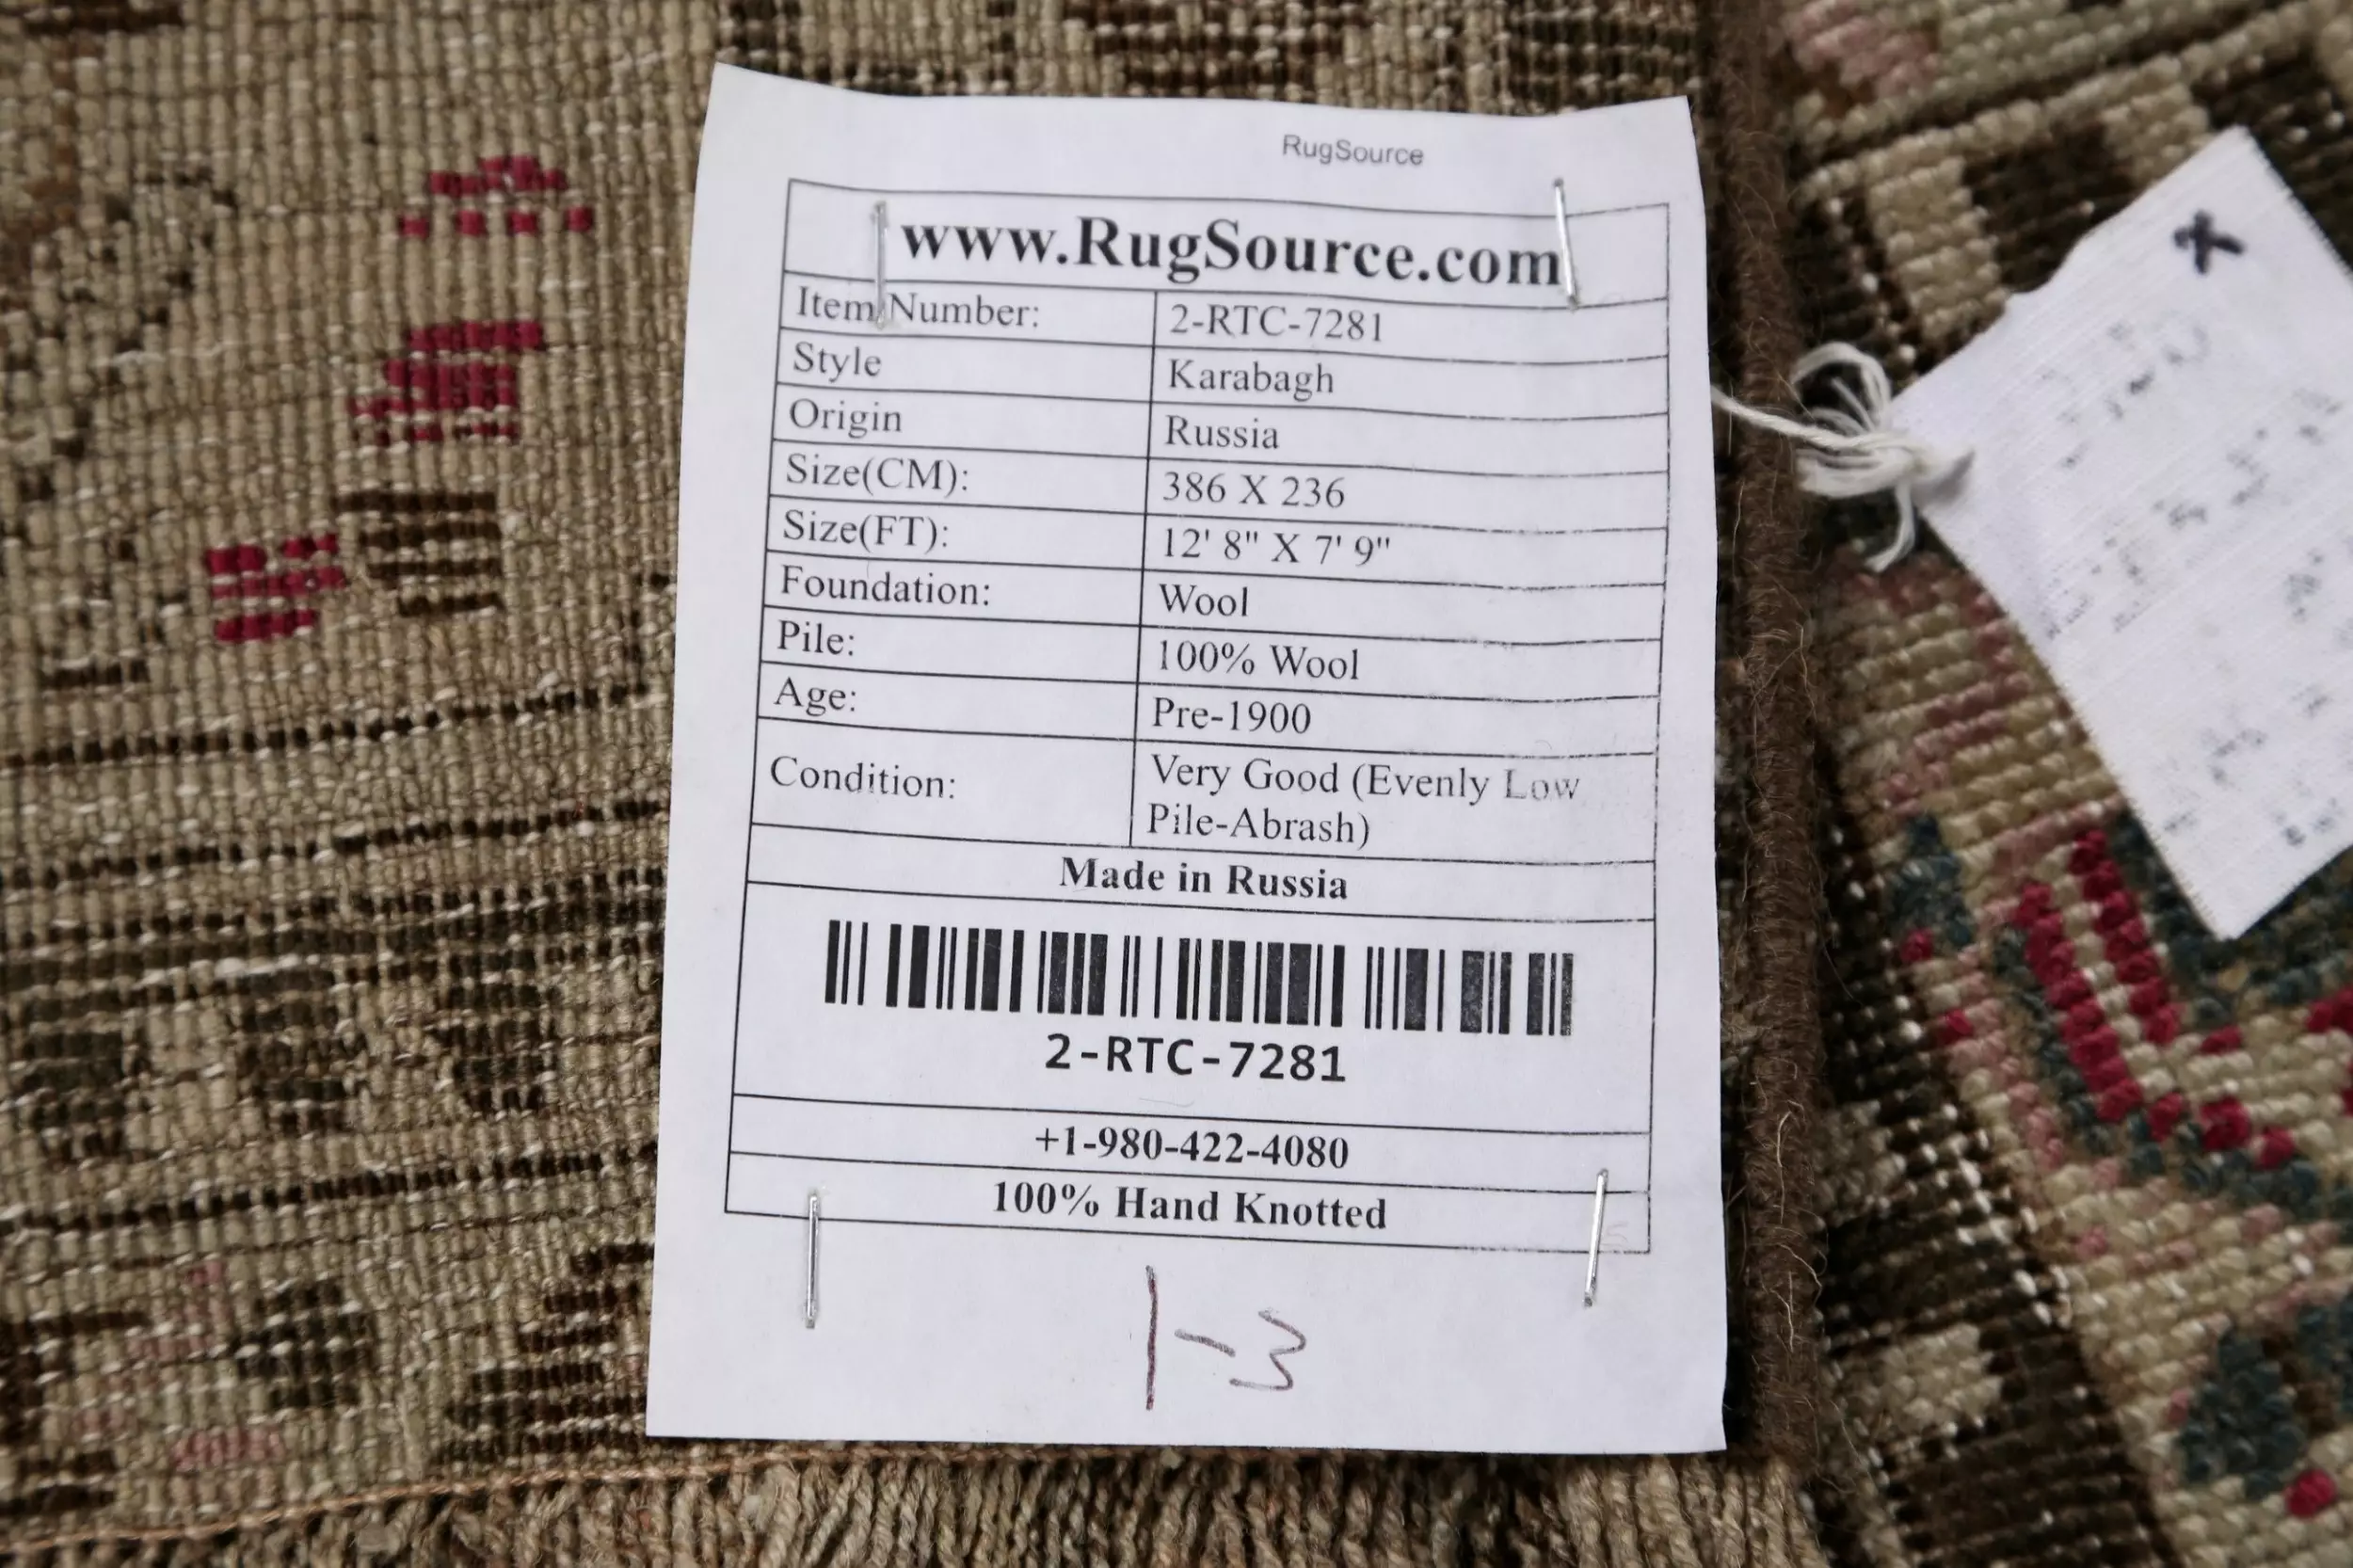 RugSource
www.RugSource.com
Item Number: 2-RTC-7281
Style Karabagh
Origin Russia
Size(CM): 386 X 236
Size(FT): 12' 8" X 7' 9"
Foundation: Wool
Pile: 100% Wool
Age: Pre-1900
Condition: Very Good (Evenly Low
Pile-Abrash)
Made in Russia
2-RTC-7281
+1-980-422-4080
100% Hand Knotted
1-3
X